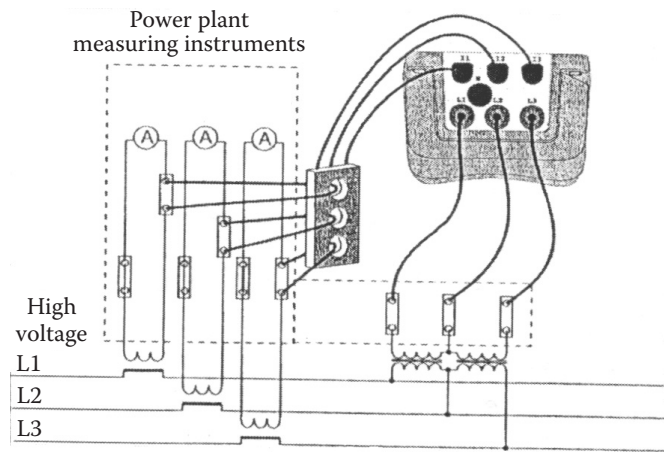 Power plant
measuring instruments
I1 I2 I3
N
L1 L2 L3
A A A
High
voltage
L1
L2
L3